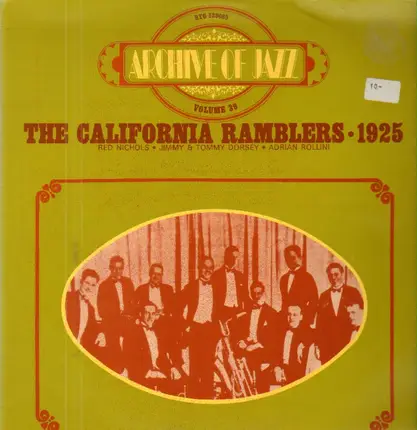 ARCHIVE OF JAZZ
VOLUME 39
THE CALIFORNIA RAMBLERS • 1925
RED NICHOLS • JIMMY & TOMMY DORSEY • ADRIAN ROLLINI
10.-